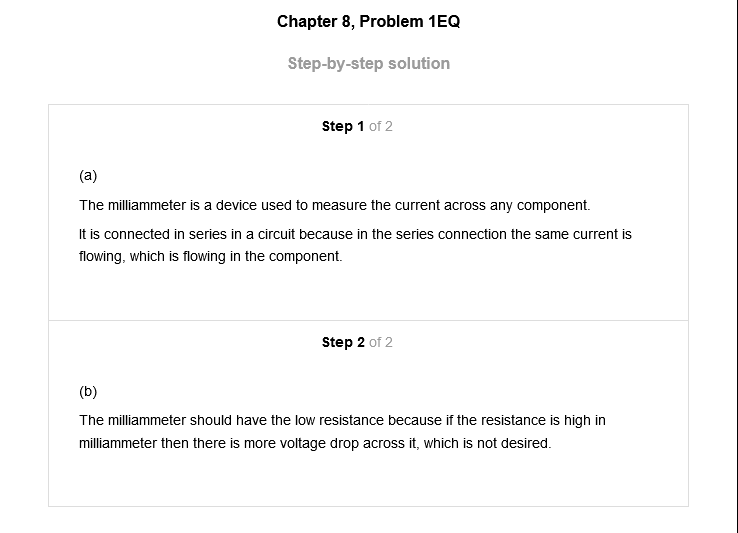 Chapter 8, Problem 1EQ
Step-by-step solution
Step 1 of 2
(a)
The milliammeter is a device used to measure the current across any component.
It is connected in series in a circuit because in the series connection the same current is
flowing, which is flowing in the component.
Step 2 of 2
(b)
The milliammeter should have the low resistance because if the resistance is high in
milliammeter then there is more voltage drop across it, which is not desired.